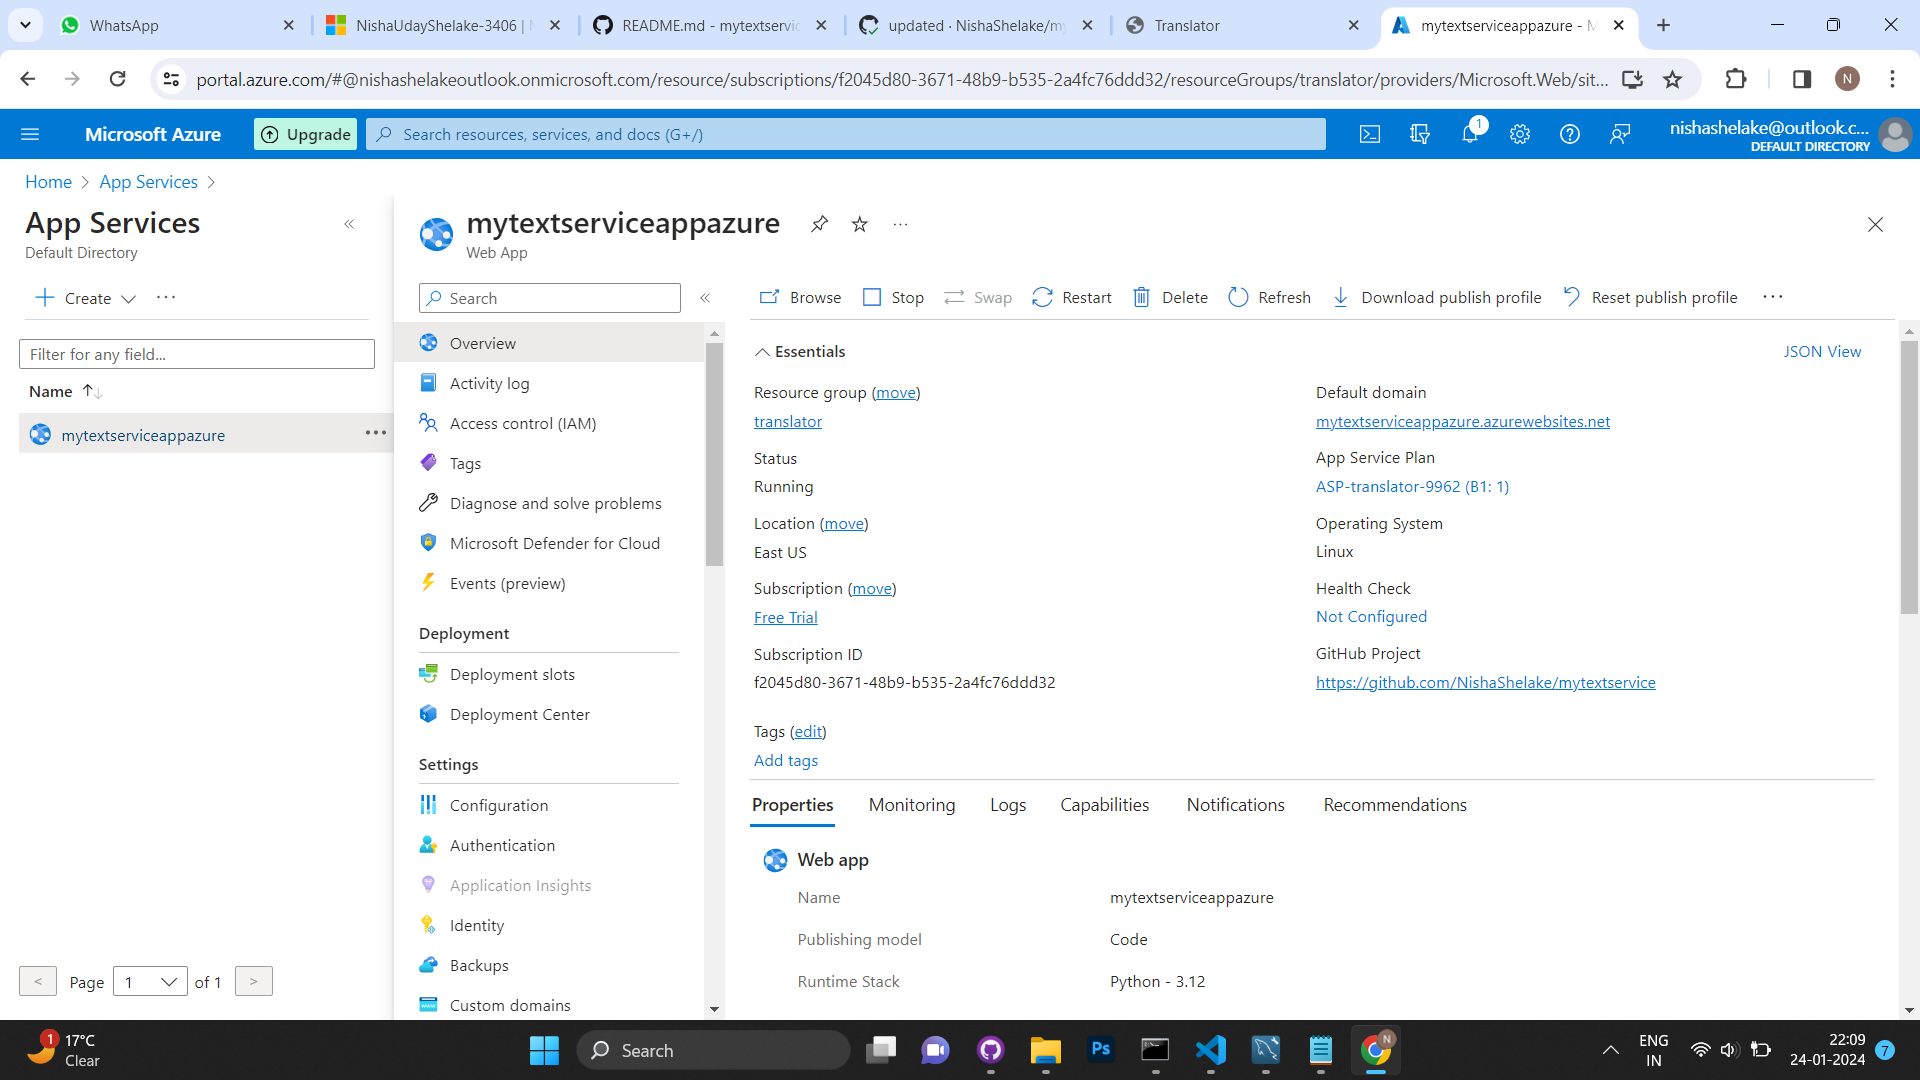 WhatsApp
NishaUdayShelake-3406 |
README.md - mytextservic
updated · NishaShelake/my
Translator
mytextserviceappazure - M
portal.azure.com/#@nishashelakeoutlook.onmicrosoft.com/resource/subscriptions/f2045d80-3671-48b9-b535-2a4fc76ddd32/resourceGroups/translator/providers/Microsoft.Web/sit...
N
Microsoft Azure
Upgrade
Search resources, services, and docs (G+/)
1
nishashelake@outlook.c...
DEFAULT DIRECTORY
Home
App Services
App Services
Default Directory
Create
Filter for any field...
Name
mytextserviceappazure
< Page 1 of 1 >
mytextserviceappazure
Web App
Search
Overview
Activity log
Access control (IAM)
Tags
Diagnose and solve problems
Microsoft Defender for Cloud
Events (preview)
Deployment
Deployment slots
Deployment Center
Settings
Configuration
Authentication
Application Insights
Identity
Backups
Custom domains
Browse
Stop
Swap
Restart
Delete
Refresh
Download publish profile
Reset publish profile
Essentials
JSON View
Resource group (move)
translator
Status
Running
Location (move)
East US
Subscription (move)
Free Trial
Subscription ID
f2045d80-3671-48b9-b535-2a4fc76ddd32
Tags (edit)
Add tags
Default domain
mytextserviceappazure.azurewebsites.net
App Service Plan
ASP-translator-9962 (B1: 1)
Operating System
Linux
Health Check
Not Configured
GitHub Project
https://github.com/NishaShelake/mytextservice
Properties
Monitoring
Logs
Capabilities
Notifications
Recommendations
Web app
Name
mytextserviceappazure
Publishing model
Code
Runtime Stack
Python - 3.12
1
17°C
Clear
Search
Ps
N
ENG
IN
22:09
24-01-2024
7